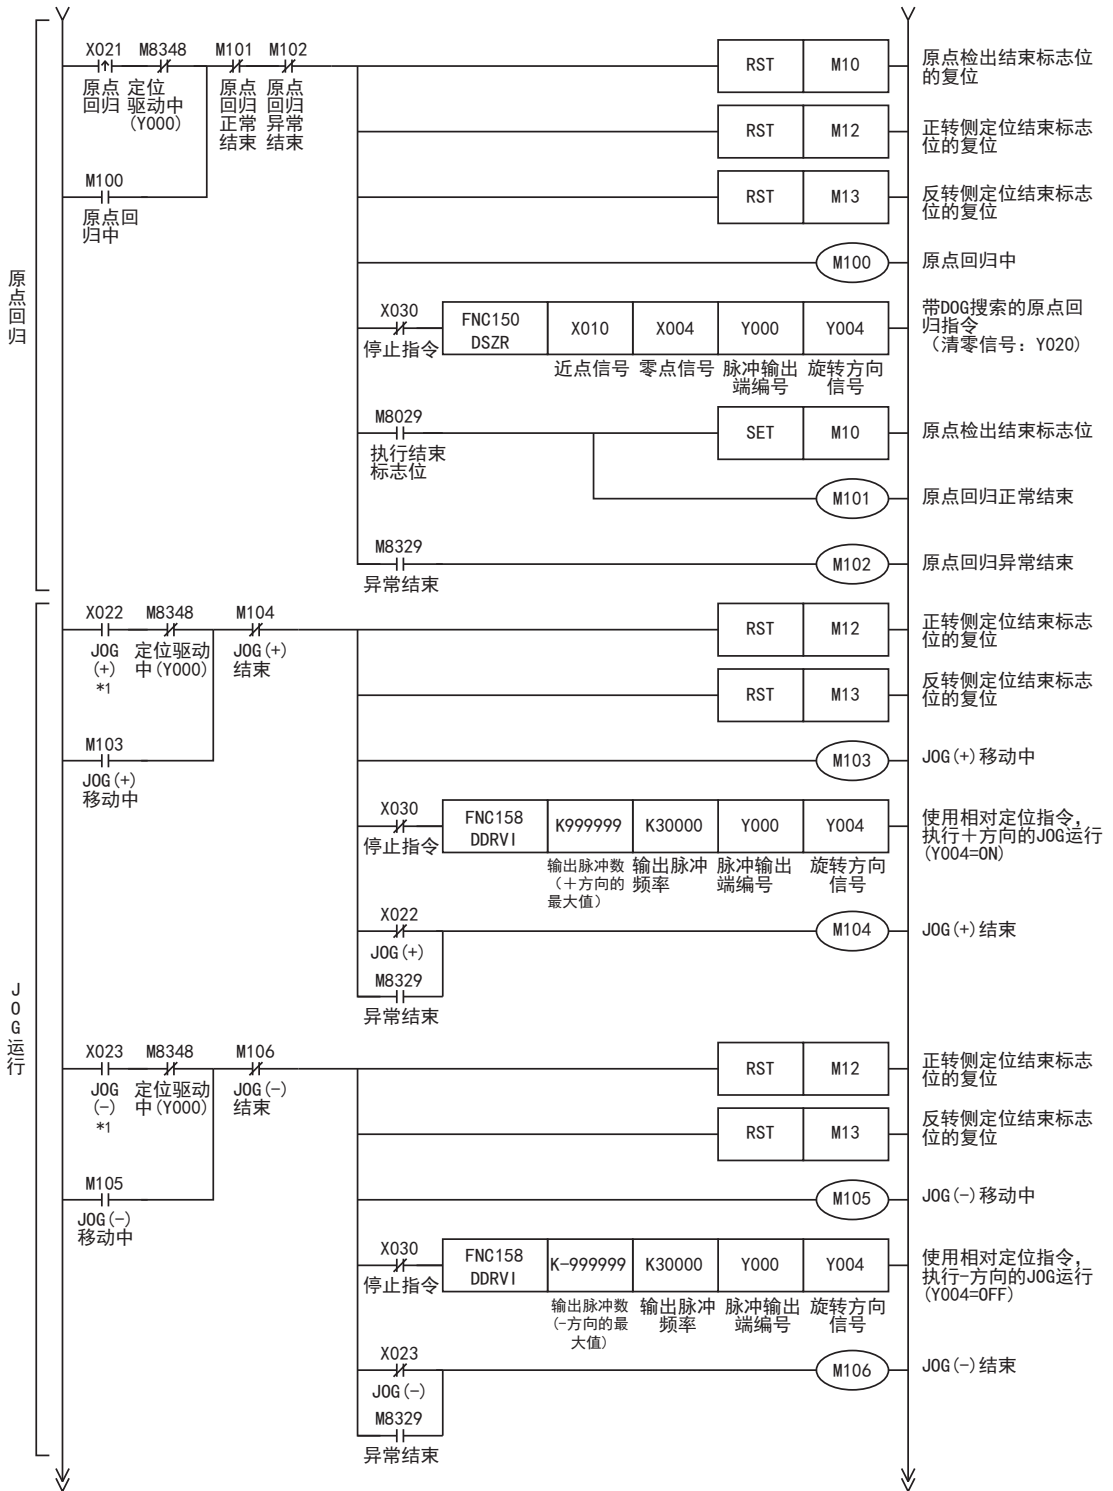 原点回归
X021 M8348 M101 M102
原点 定位 原点 原点
回归 驱动中 回归 回归
(Y000) 正常 异常
结束 结束
RST M10
原点检出结束标志位
的复位
RST M12
正转侧定位结束标志
位的复位
M100
原点回
归中
RST M13
反转侧定位结束标志
位的复位
M100
原点回归中
X030
停止指令
FNC150
DSZR
X010 X004 Y000 Y004
近点信号 零点信号 脉冲输出 旋转方向
端编号 信号
带DOG搜索的原点回
归指令
(清零信号：Y020)
M8029
执行结束
标志位
SET M10
原点检出结束标志位
M101
原点回归正常结束
M8329
异常结束
M102
原点回归异常结束
JOG运行
X022 M8348 M104
JOG 定位驱动 JOG(+)
(+) 中(Y000) 结束
*1
RST M12
正转侧定位结束标志
位的复位
RST M13
反转侧定位结束标志
位的复位
M103
JOG(+)
移动中
M103
JOG(+)移动中
X030
停止指令
FNC158
DDRVI
K999999 K30000 Y000 Y004
输出脉冲数 输出脉冲 脉冲输出 旋转方向
(＋方向的 频率 端编号 信号
最大值)
使用相对定位指令，
执行＋方向的JOG运行
(Y004=ON)
X022
JOG(+)
M8329
异常结束
M104
JOG(+)结束
X023 M8348 M106
JOG 定位驱动 JOG(-)
(-) 中(Y000) 结束
*1
RST M12
正转侧定位结束标志
位的复位
RST M13
反转侧定位结束标志
位的复位
M105
JOG(-)
移动中
M105
JOG(-)移动中
X030
停止指令
FNC158
DDRVI
K-999999 K30000 Y000 Y004
输出脉冲数 输出脉冲 脉冲输出 旋转方向
(-方向的最 频率 端编号 信号
大值)
使用相对定位指令，
执行-方向的JOG运行
(Y004=OFF)
X023
JOG(-)
M8329
异常结束
M106
JOG(-)结束